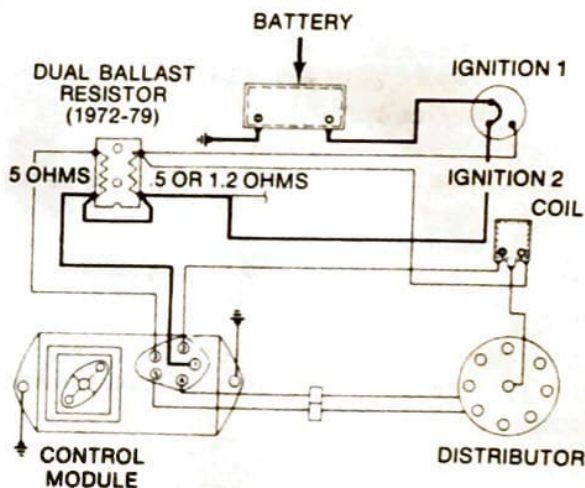 BATTERY
DUAL BALLAST
RESISTOR
(1972-79)
IGNITION 1
5 OHMS
.5 OR 1.2 OHMS
IGNITION 2
COIL
CONTROL
MODULE
DISTRIBUTOR